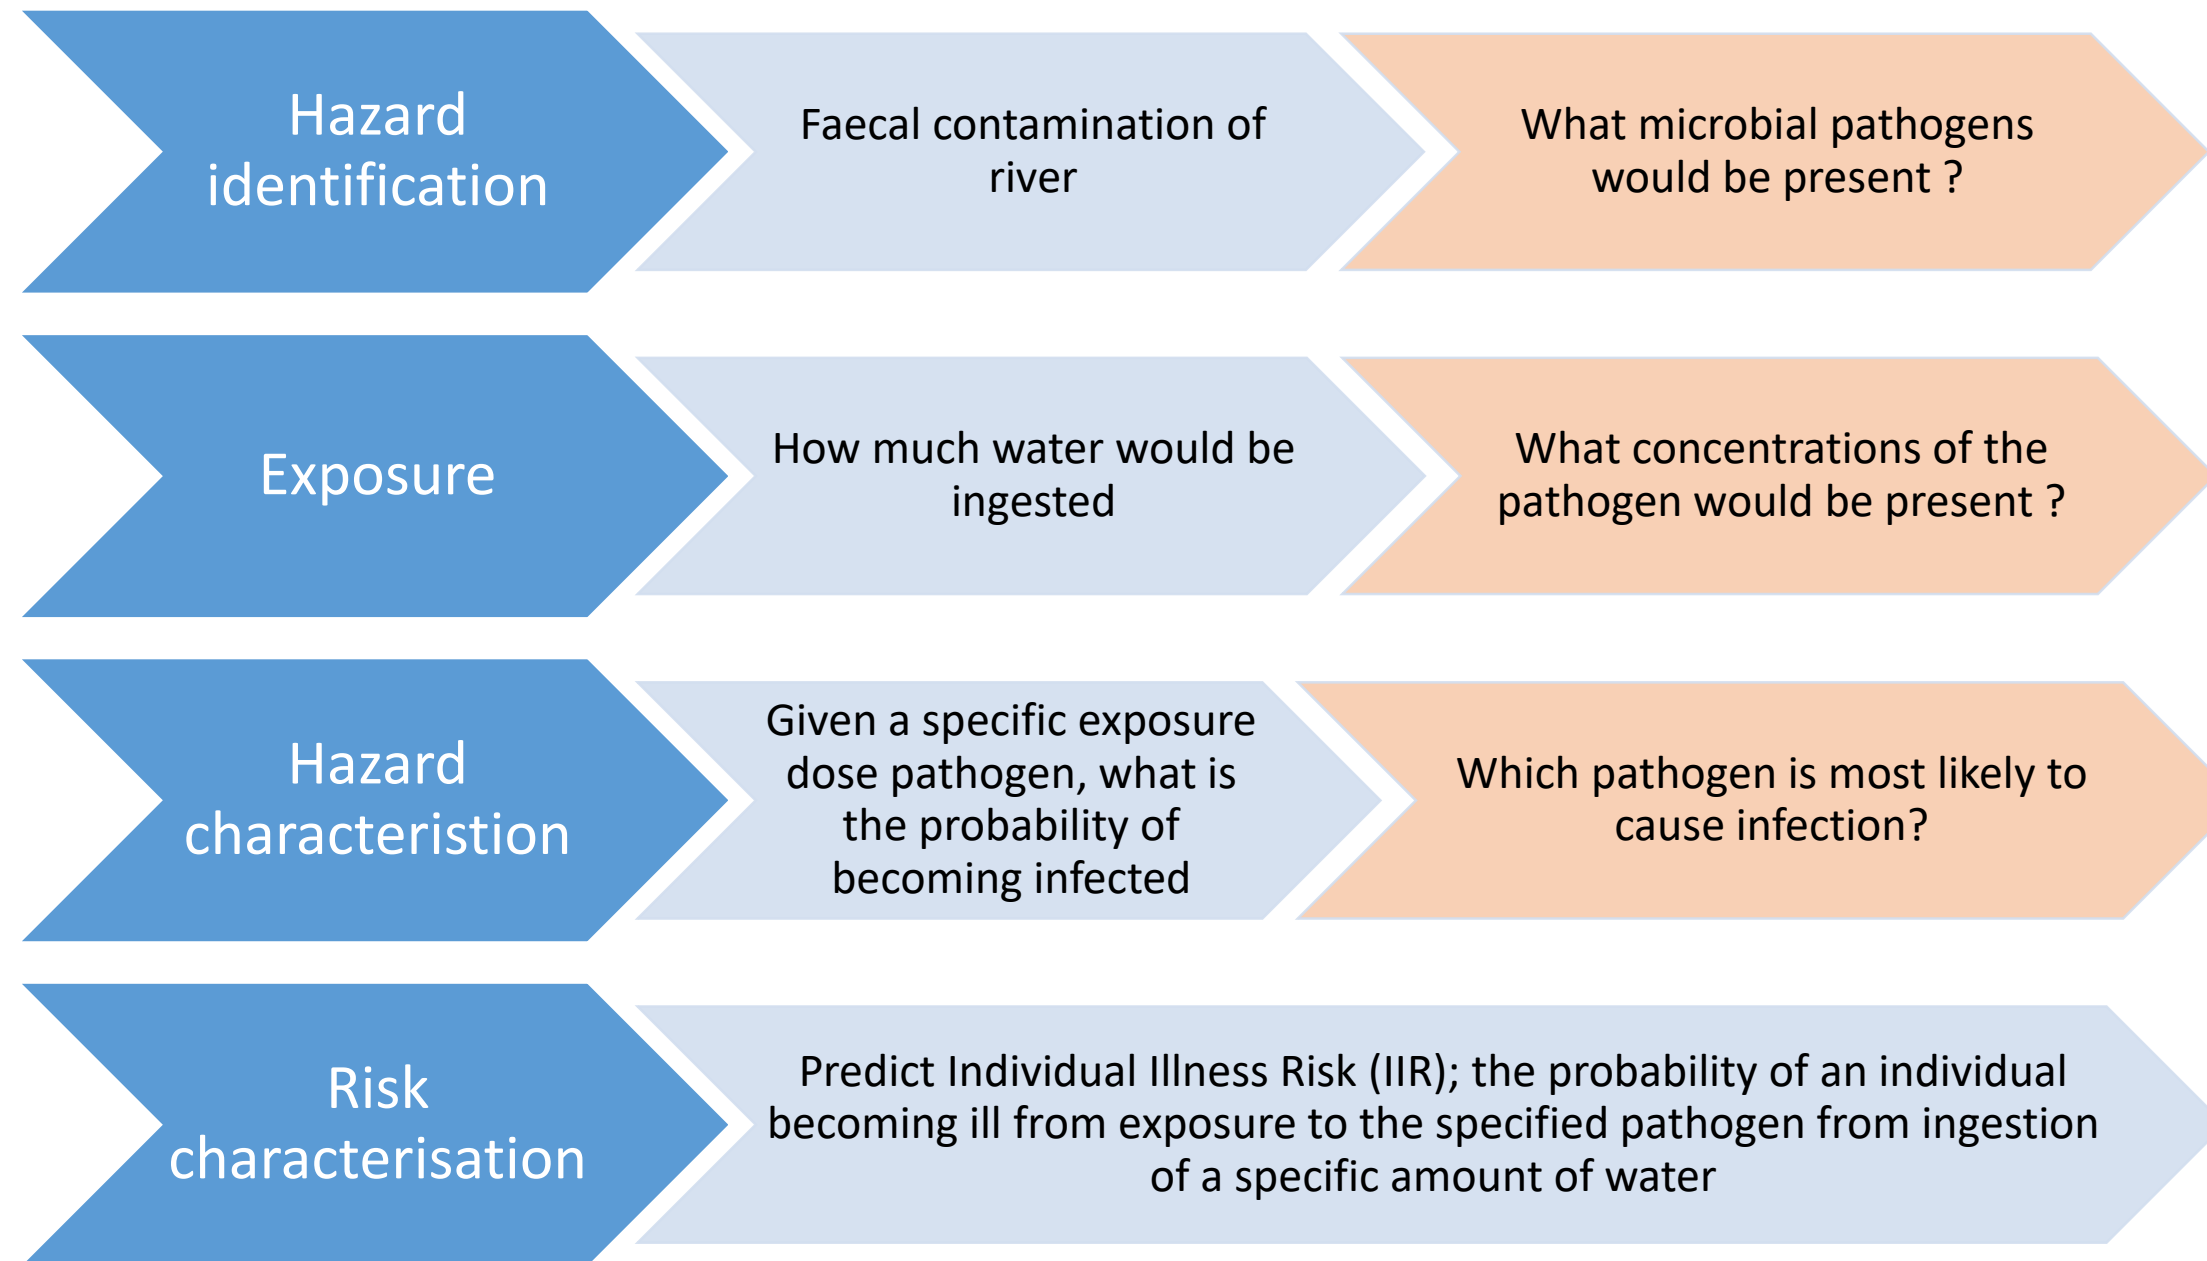 Hazard
identification
Faecal contamination of
river
What microbial pathogens
would be present ?
Exposure
How much water would be
ingested
What concentrations of the
pathogen would be present ?
Hazard
characteristion
Given a specific exposure
dose pathogen, what is
the probability of
becoming infected
Which pathogen is most likely to
cause infection?
Risk
characterisation
Predict Individual Illness Risk (IIR); the probability of an individual
becoming ill from exposure to the specified pathogen from ingestion
of a specific amount of water